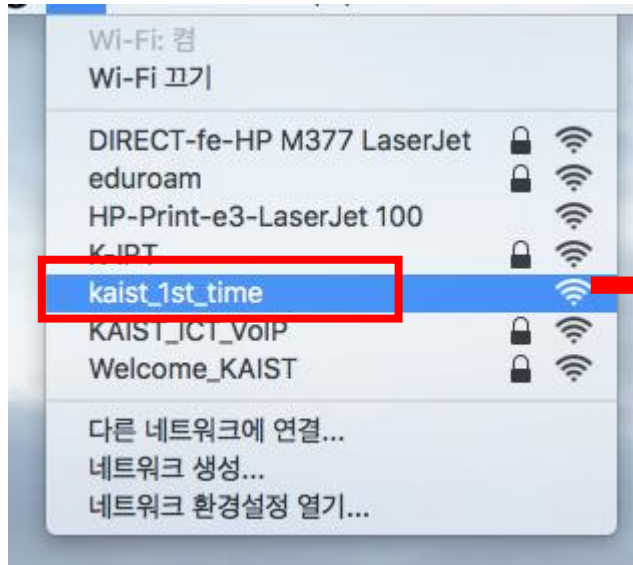 Wi-Fi: 켬
Wi-Fi 끄기
DIRECT-fe-HP M377 LaserJet
eduroam
HP-Print-e3-LaserJet 100
K-IPT
kaist_1st_time
KAIST_ICT_VoIP
Welcome_KAIST
다른 네트워크에 연결...
네트워크 생성...
네트워크 환경설정 열기...